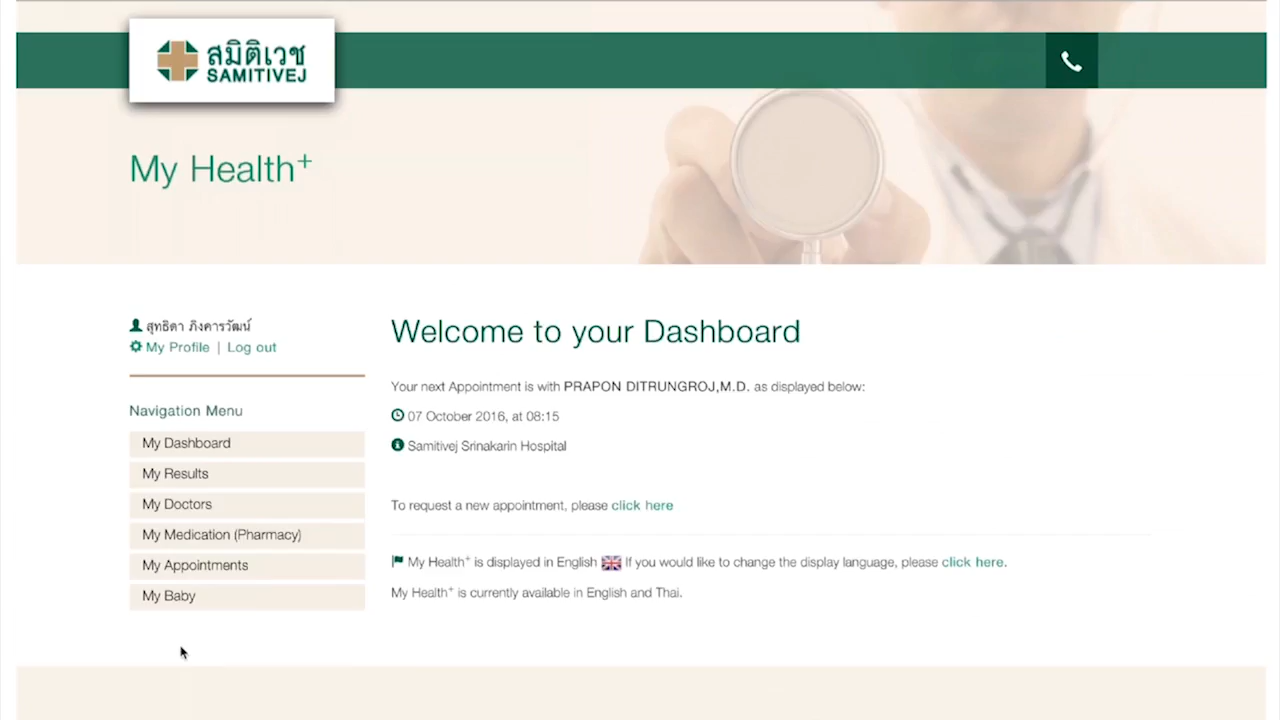 สมิติเวช
SAMITIVEJ
My Health+
สุทธิดา ภิงคารวัฒน์
My Profile | Log out
Navigation Menu
My Dashboard
My Results
My Doctors
My Medication (Pharmacy)
My Appointments
My Baby
Welcome to your Dashboard
Your next Appointment is with PRAPON DITRUNGROJ,M.D. as displayed below:
07 October 2016, at 08:15
Samitivej Srinakarin Hospital
To request a new appointment, please click here
My Health+ is displayed in English If you would like to change the display language, please click here.
My Health+ is currently available in English and Thai.